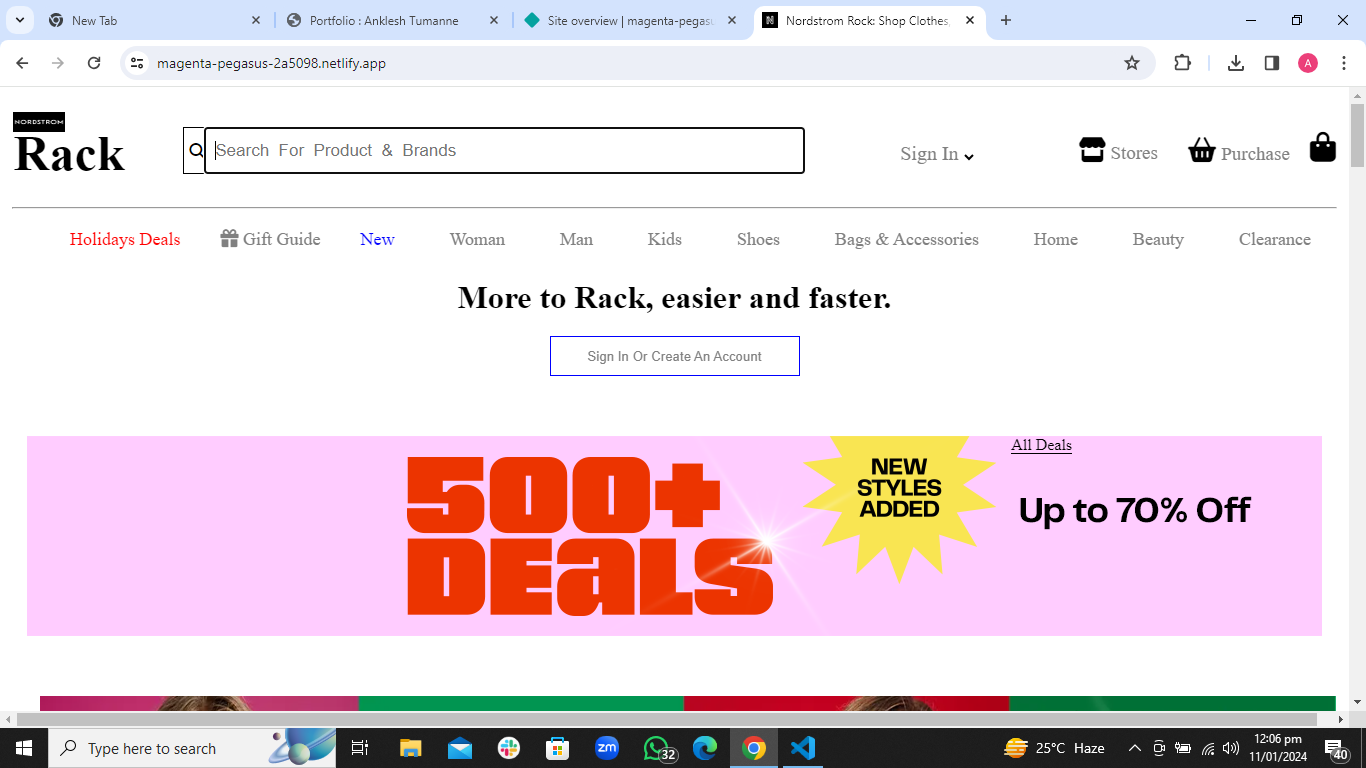 New Tab
Portfolio : Anklesh Tumanne
Site overview | magenta-pegasu
Nordstrom Rock: Shop Clothes,
magenta-pegasus-2a5098.netlify.app
A
NORDSTROM
Rack
Search For Product & Brands
Sign In
Stores
Purchase
Holidays Deals
Gift Guide
New
Woman
Man
Kids
Shoes
Bags & Accessories
Home
Beauty
Clearance
More to Rack, easier and faster.
Sign In Or Create An Account
500+
DEALS
NEW
STYLES
ADDED
All Deals
Up to 70% Off
Type here to search
zm
32
25°C Haze
12:06 pm
11/01/2024
40